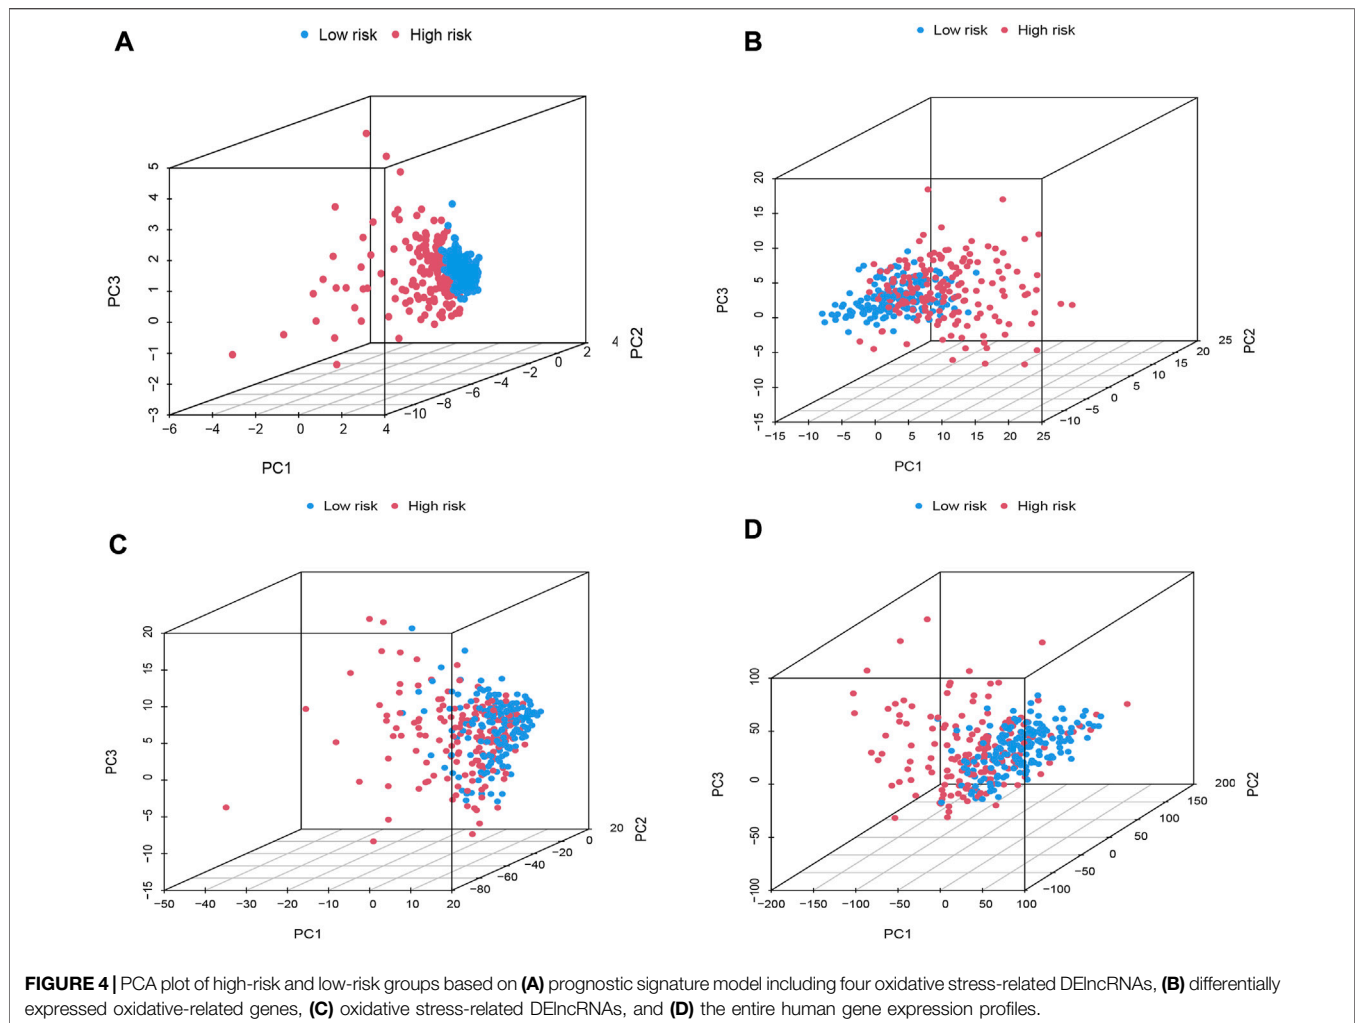 A
Low risk High risk
PC3
5
4
3
2
1
0
−1
−2
−3
−6 −4 −2 0 2 4
PC1
−10 −8 −6 −4 −2 0 2 4
PC2
B
Low risk High risk
PC3
20
15
10
5
0
−5
−10
−15
−15 −10 −5 0 5 10 15 20 25
PC1
−10 −5 0 5 10 15 20 25
PC2
C
Low risk High risk
PC3
20
15
10
5
0
−5
−10
−15
−50 −40 −30 −20 −10 0 10 20
PC1
−80 −60 −40 −20 0 20
PC2
D
Low risk High risk
PC3
100
50
0
−50
−100
−200 −150 −100 −50 0 50 100
PC1
−100 −50 0 50 100 150 200
PC2
FIGURE 4 | PCA plot of high-risk and low-risk groups based on (A) prognostic signature model including four oxidative stress-related DElncRNAs, (B) differentially
expressed oxidative-related genes, (C) oxidative stress-related DElncRNAs, and (D) the entire human gene expression profiles.